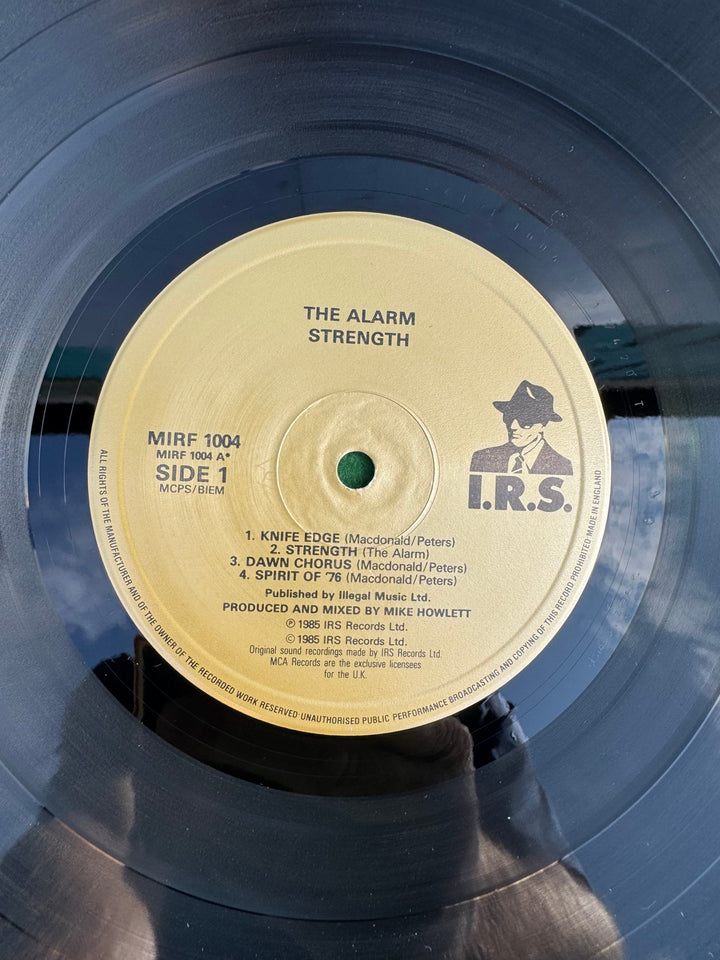 THE ALARM
STRENGTH
MIRF 1004
MIRF 1004 A*
SIDE 1
MCPS/BIEM
I.R.S.
1. KNIFE EDGE (Macdonald/Peters)
2. STRENGTH (The Alarm)
3. DAWN CHORUS (Macdonald/Peters)
4. SPIRIT OF '76 (Macdonald/Peters)
Published by Illegal Music Ltd.
PRODUCED AND MIXED BY MIKE HOWLETT
℗ 1985 IRS Records Ltd.
© 1985 IRS Records Ltd.
Original sound recordings made by IRS Records Ltd.
MCA Records are the exclusive licensees
for the U.K.
ALL RIGHTS OF THE MANUFACTURER AND OF THE OWNER OF THE RECORDED WORK RESERVED·UNAUTHORISED PUBLIC PERFORMANCE BROADCASTING AND COPYING OF THIS RECORD PROHIBITED MADE IN ENGLAND